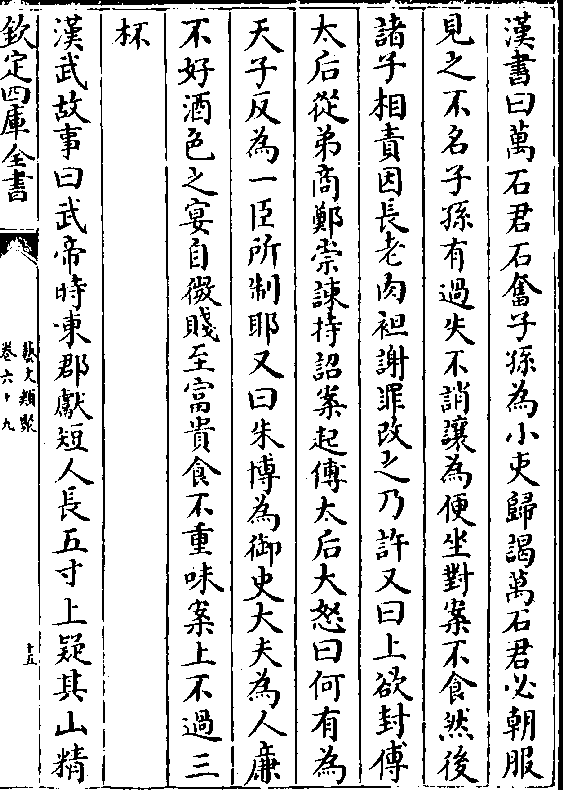 漢書曰萬石君石奮子孫為小吏歸謁萬石君必朝服
見之不名子孫有過失不誚讓為便坐對案不食然後
諸子相責因長老肉袒謝罪改之乃許又曰上欲封傅
太后從弟商鄭崇諫持詔案起傅太后大怒曰何有為
天子反為一臣所制耶又曰朱博為御史大夫為人廉
不好酒色之宴自微賤至富貴食不重味案上不過三
杯
漢武故事曰武帝時東郡獻短人長五寸上疑其山精
欽定四庫全書
藝文類聚
卷六十九
十五